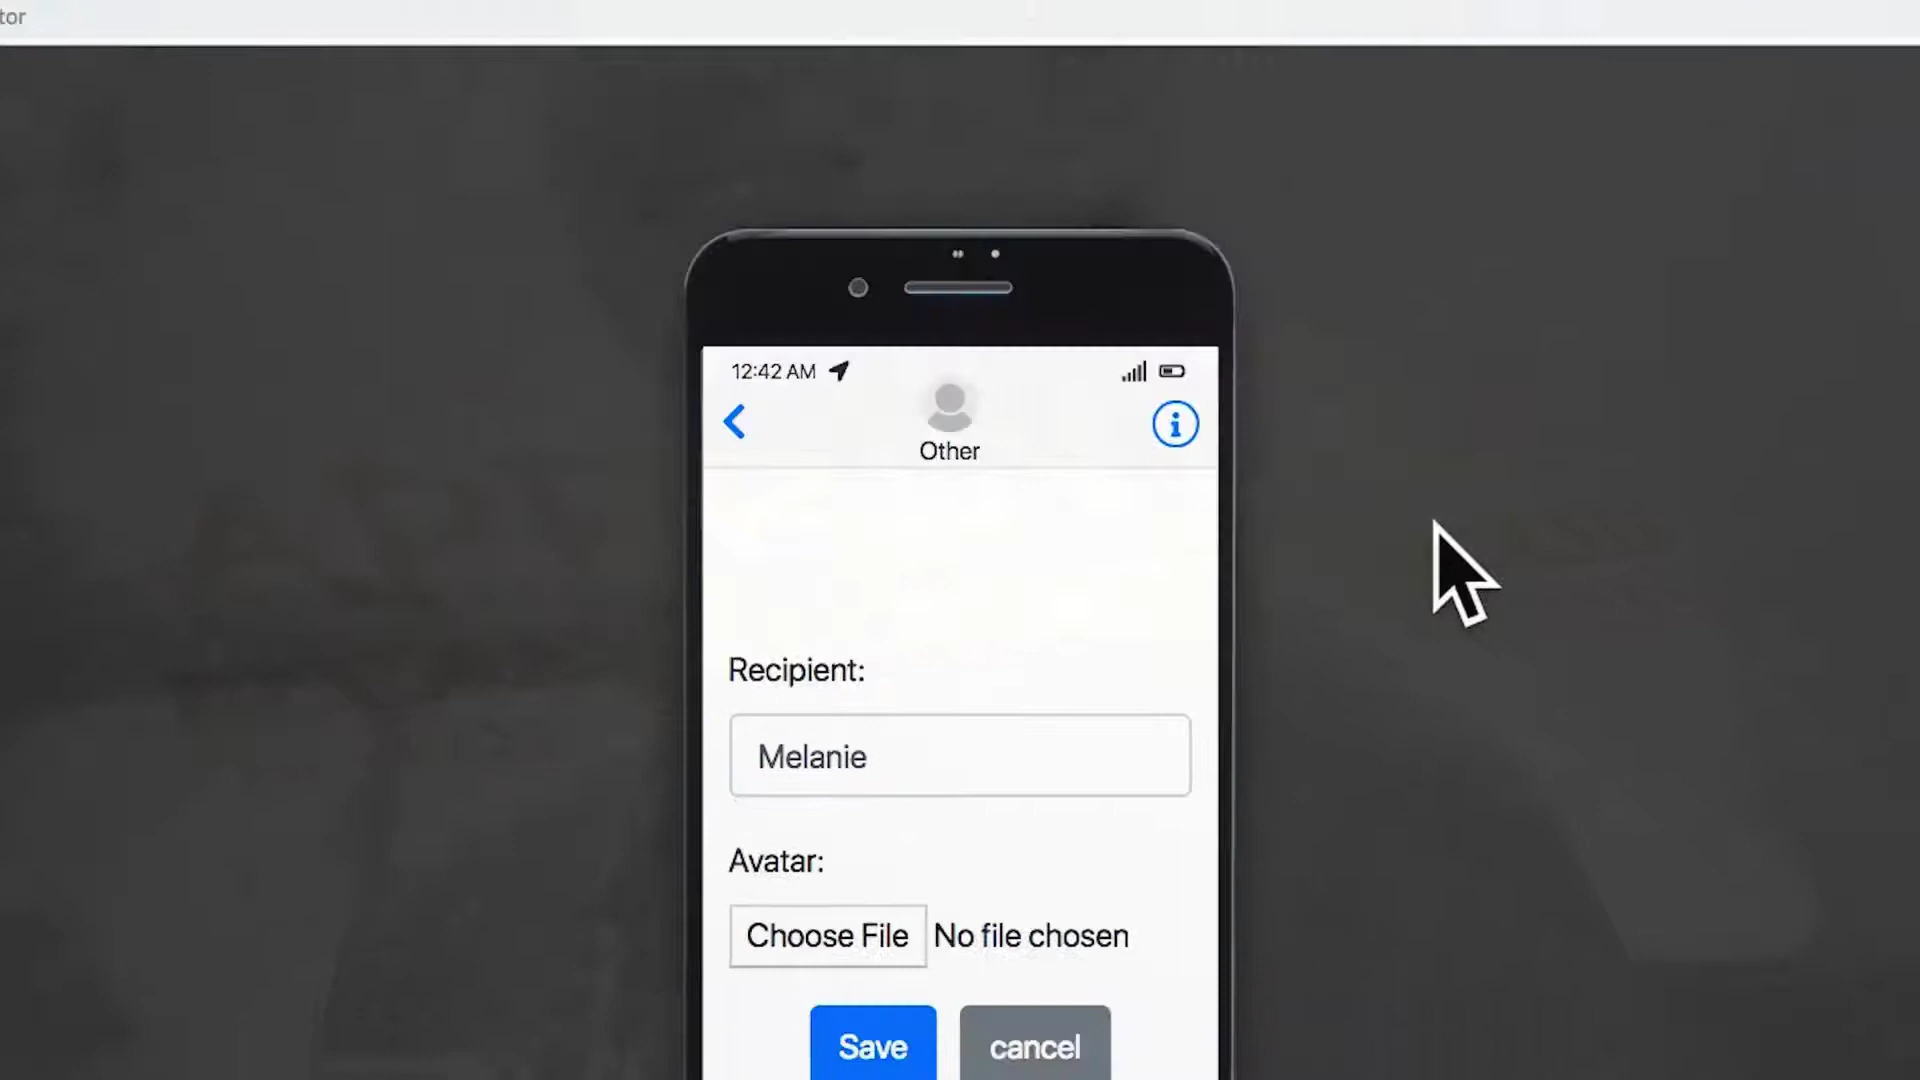 tor
12:42 AM
Other
Recipient:
Melanie
Avatar:
Choose File No file chosen
Save cancel